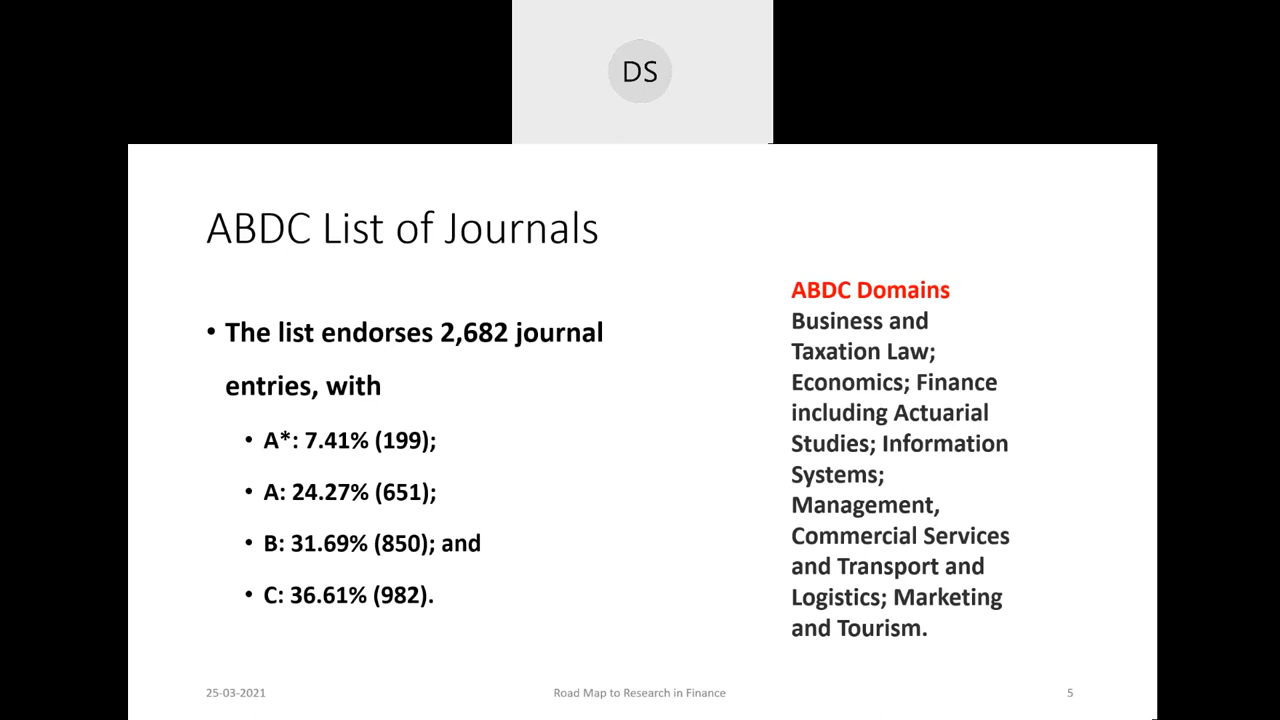 DS
ABDC List of Journals
• The list endorses 2,682 journal
entries, with
• A*: 7.41% (199);
• A: 24.27% (651);
• B: 31.69% (850); and
• C: 36.61% (982).
ABDC Domains
Business and
Taxation Law;
Economics; Finance
including Actuarial
Studies; Information
Systems;
Management,
Commercial Services
and Transport and
Logistics; Marketing
and Tourism.
25-03-2021
Road Map to Research in Finance
5